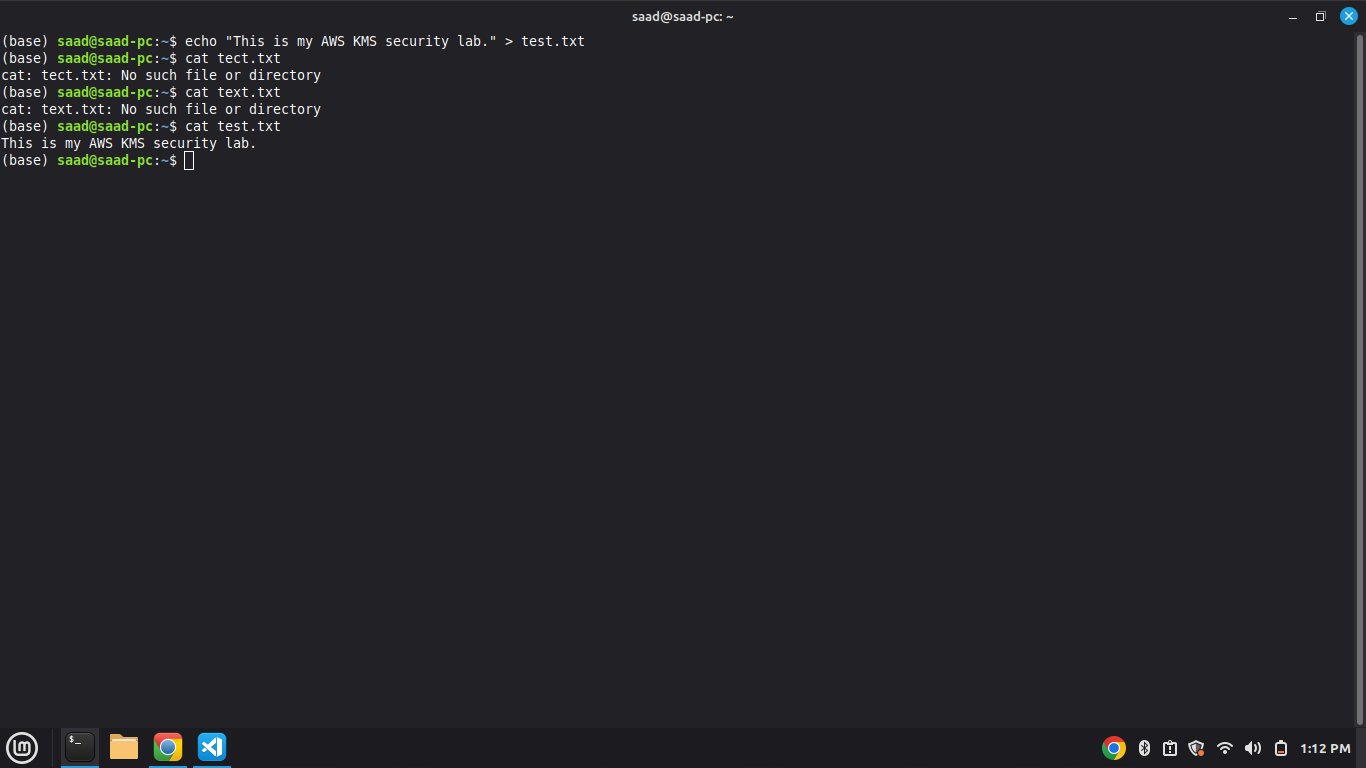 saad@saad-pc: ~
(base) saad@saad-pc:~$ echo "This is my AWS KMS security lab." > test.txt
(base) saad@saad-pc:~$ cat tect.txt
cat: tect.txt: No such file or directory
(base) saad@saad-pc:~$ cat text.txt
cat: text.txt: No such file or directory
(base) saad@saad-pc:~$ cat test.txt
This is my AWS KMS security lab.
(base) saad@saad-pc:~$
$_
1:12 PM